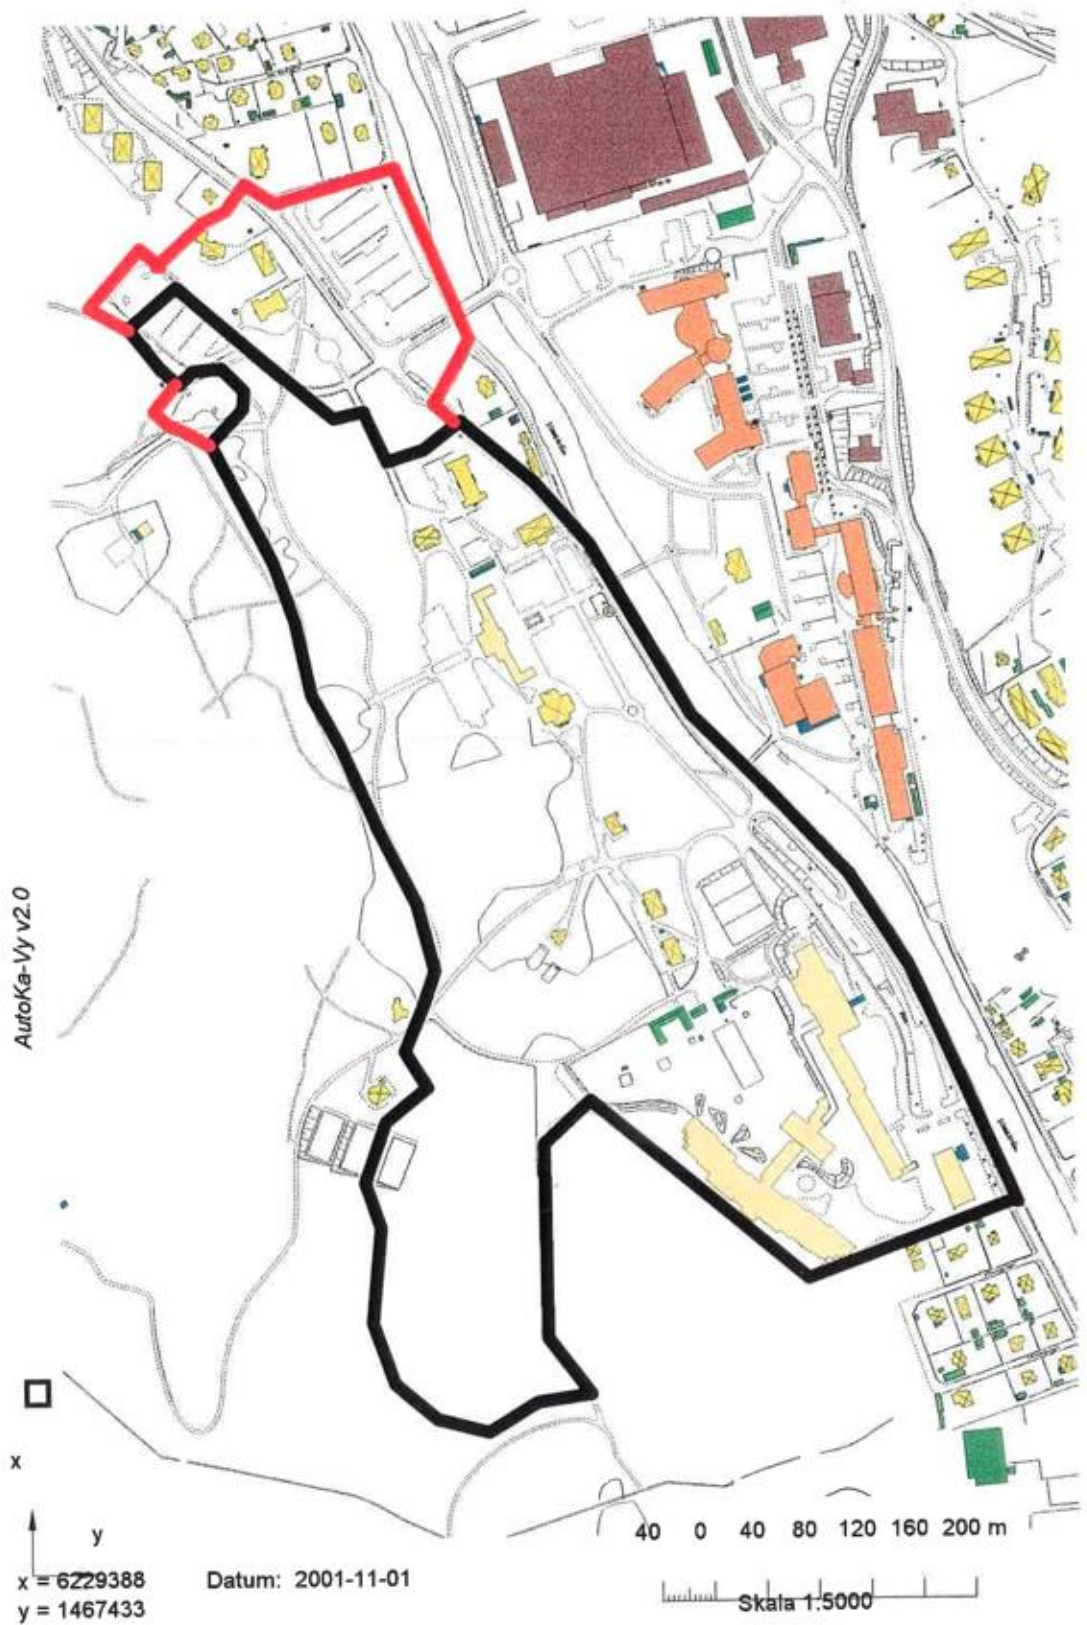 AutoKa-Vy v2.0
x
y
x = 6229388
y = 1467433
Datum: 2001-11-01
40 0 40 80 120 160 200 m
Skala 1:5000